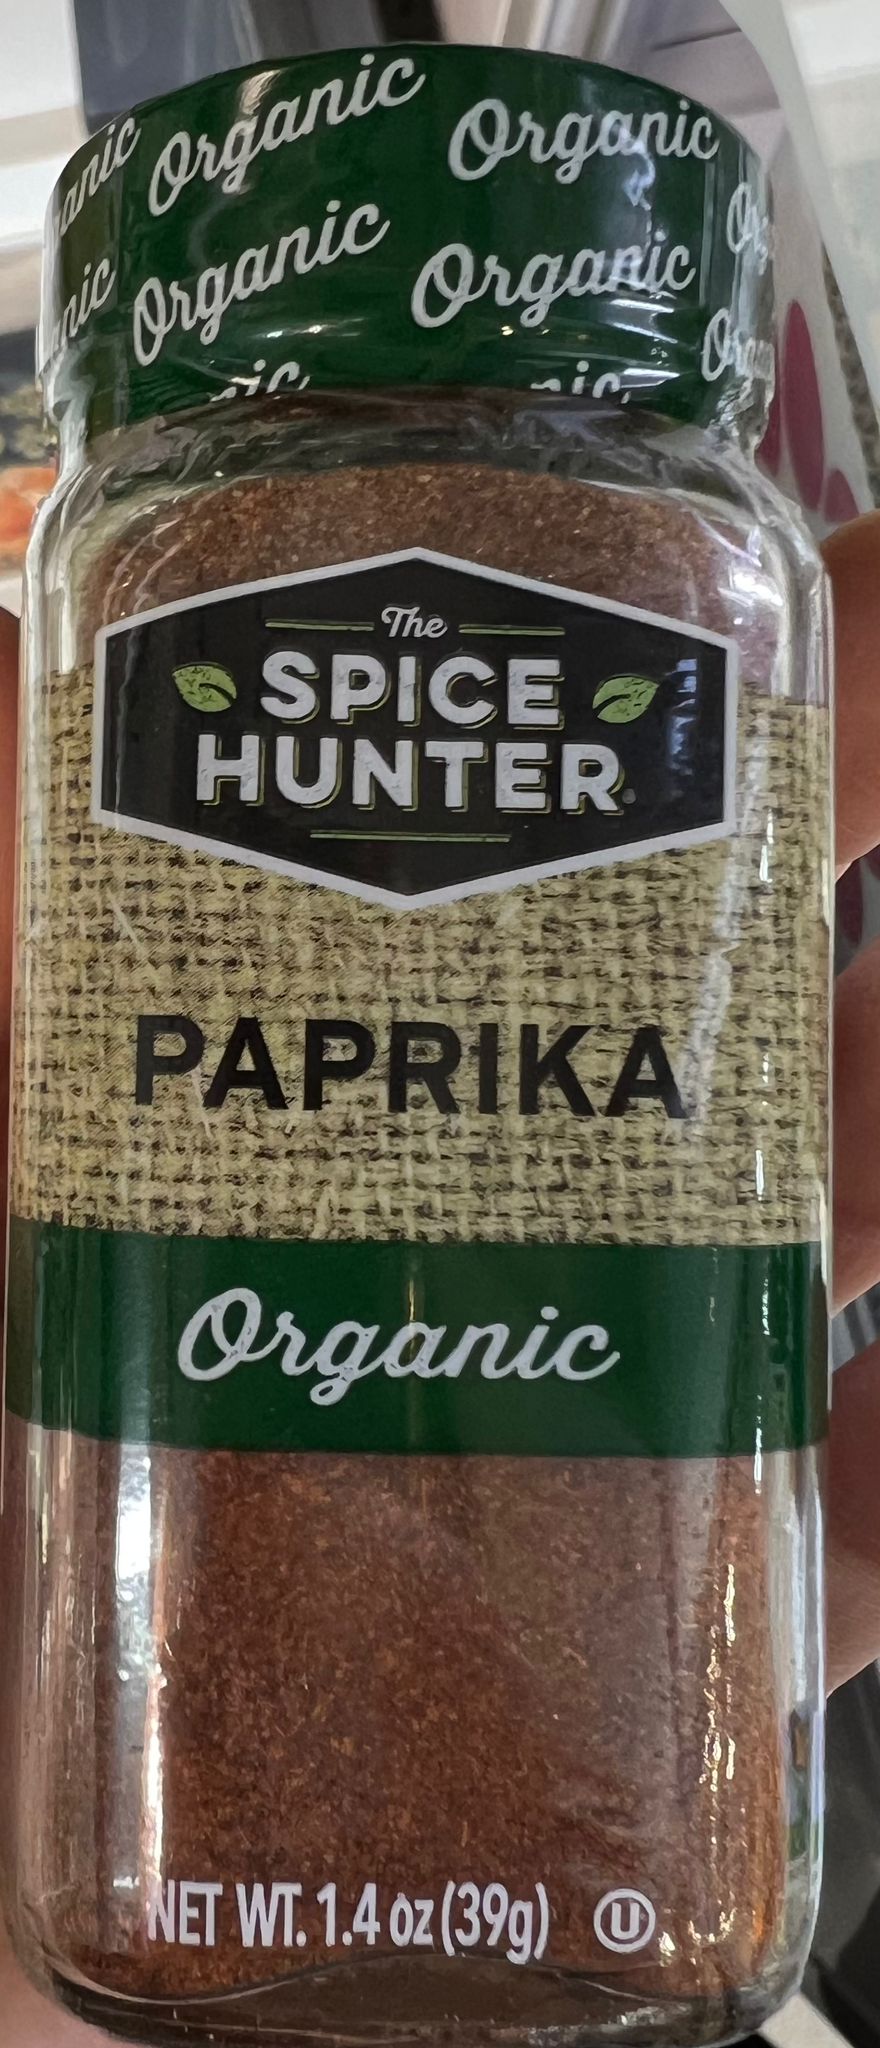 Organic Organic
Organic Organic
The
SPICE
HUNTER
PAPRIKA
Organic
NET WT. 1.4 oz (39g) U